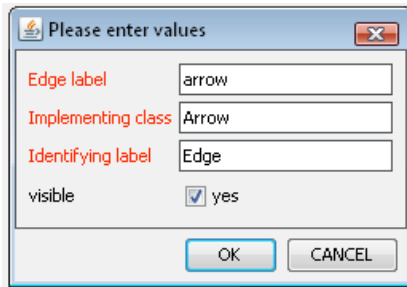 Please enter values
Edge label arrow
Implementing class Arrow
Identifying label Edge
visible yes
OK CANCEL